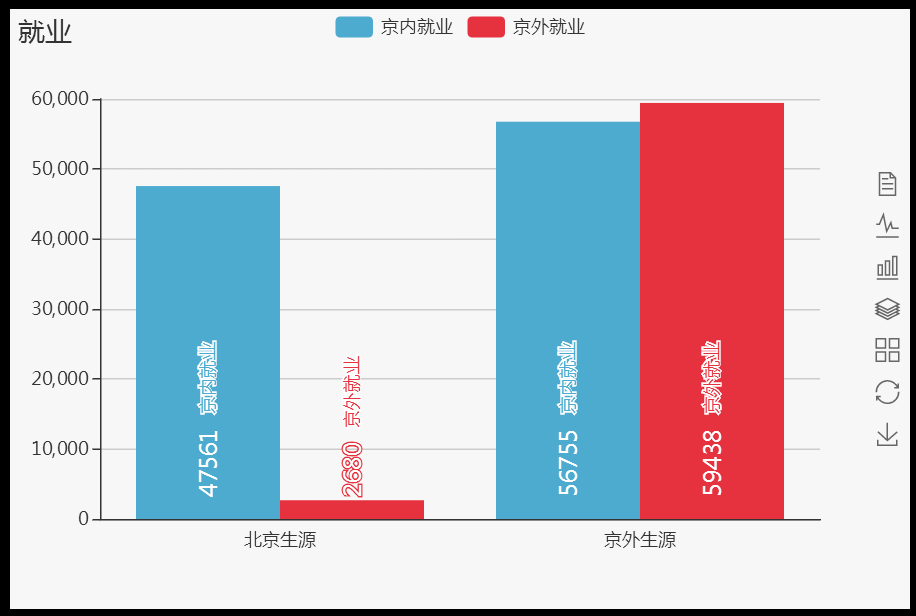 就业
京内就业
京外就业
60,000
50,000
40,000
30,000
20,000
10,000
0
47561 京内就业
2680 京外就业
56755 京内就业
59438 京外就业
北京生源
京外生源